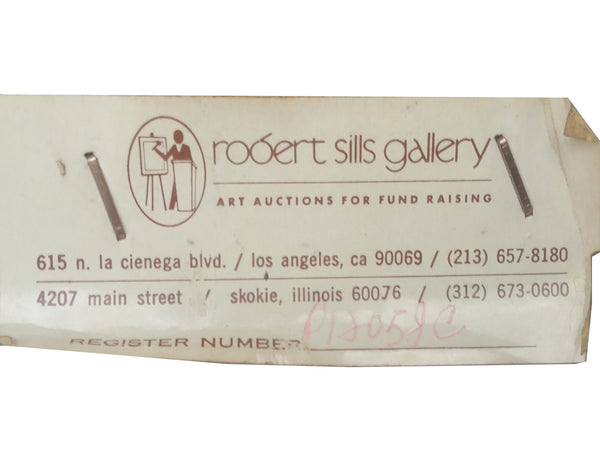 robert sills gallery
ART AUCTIONS FOR FUND RAISING
615 n. la cienega blvd. / los angeles, ca 90069 / (213) 657-8180
4207 main street / skokie, illinois 60076 / (312) 673-0600
REGISTER NUMBER